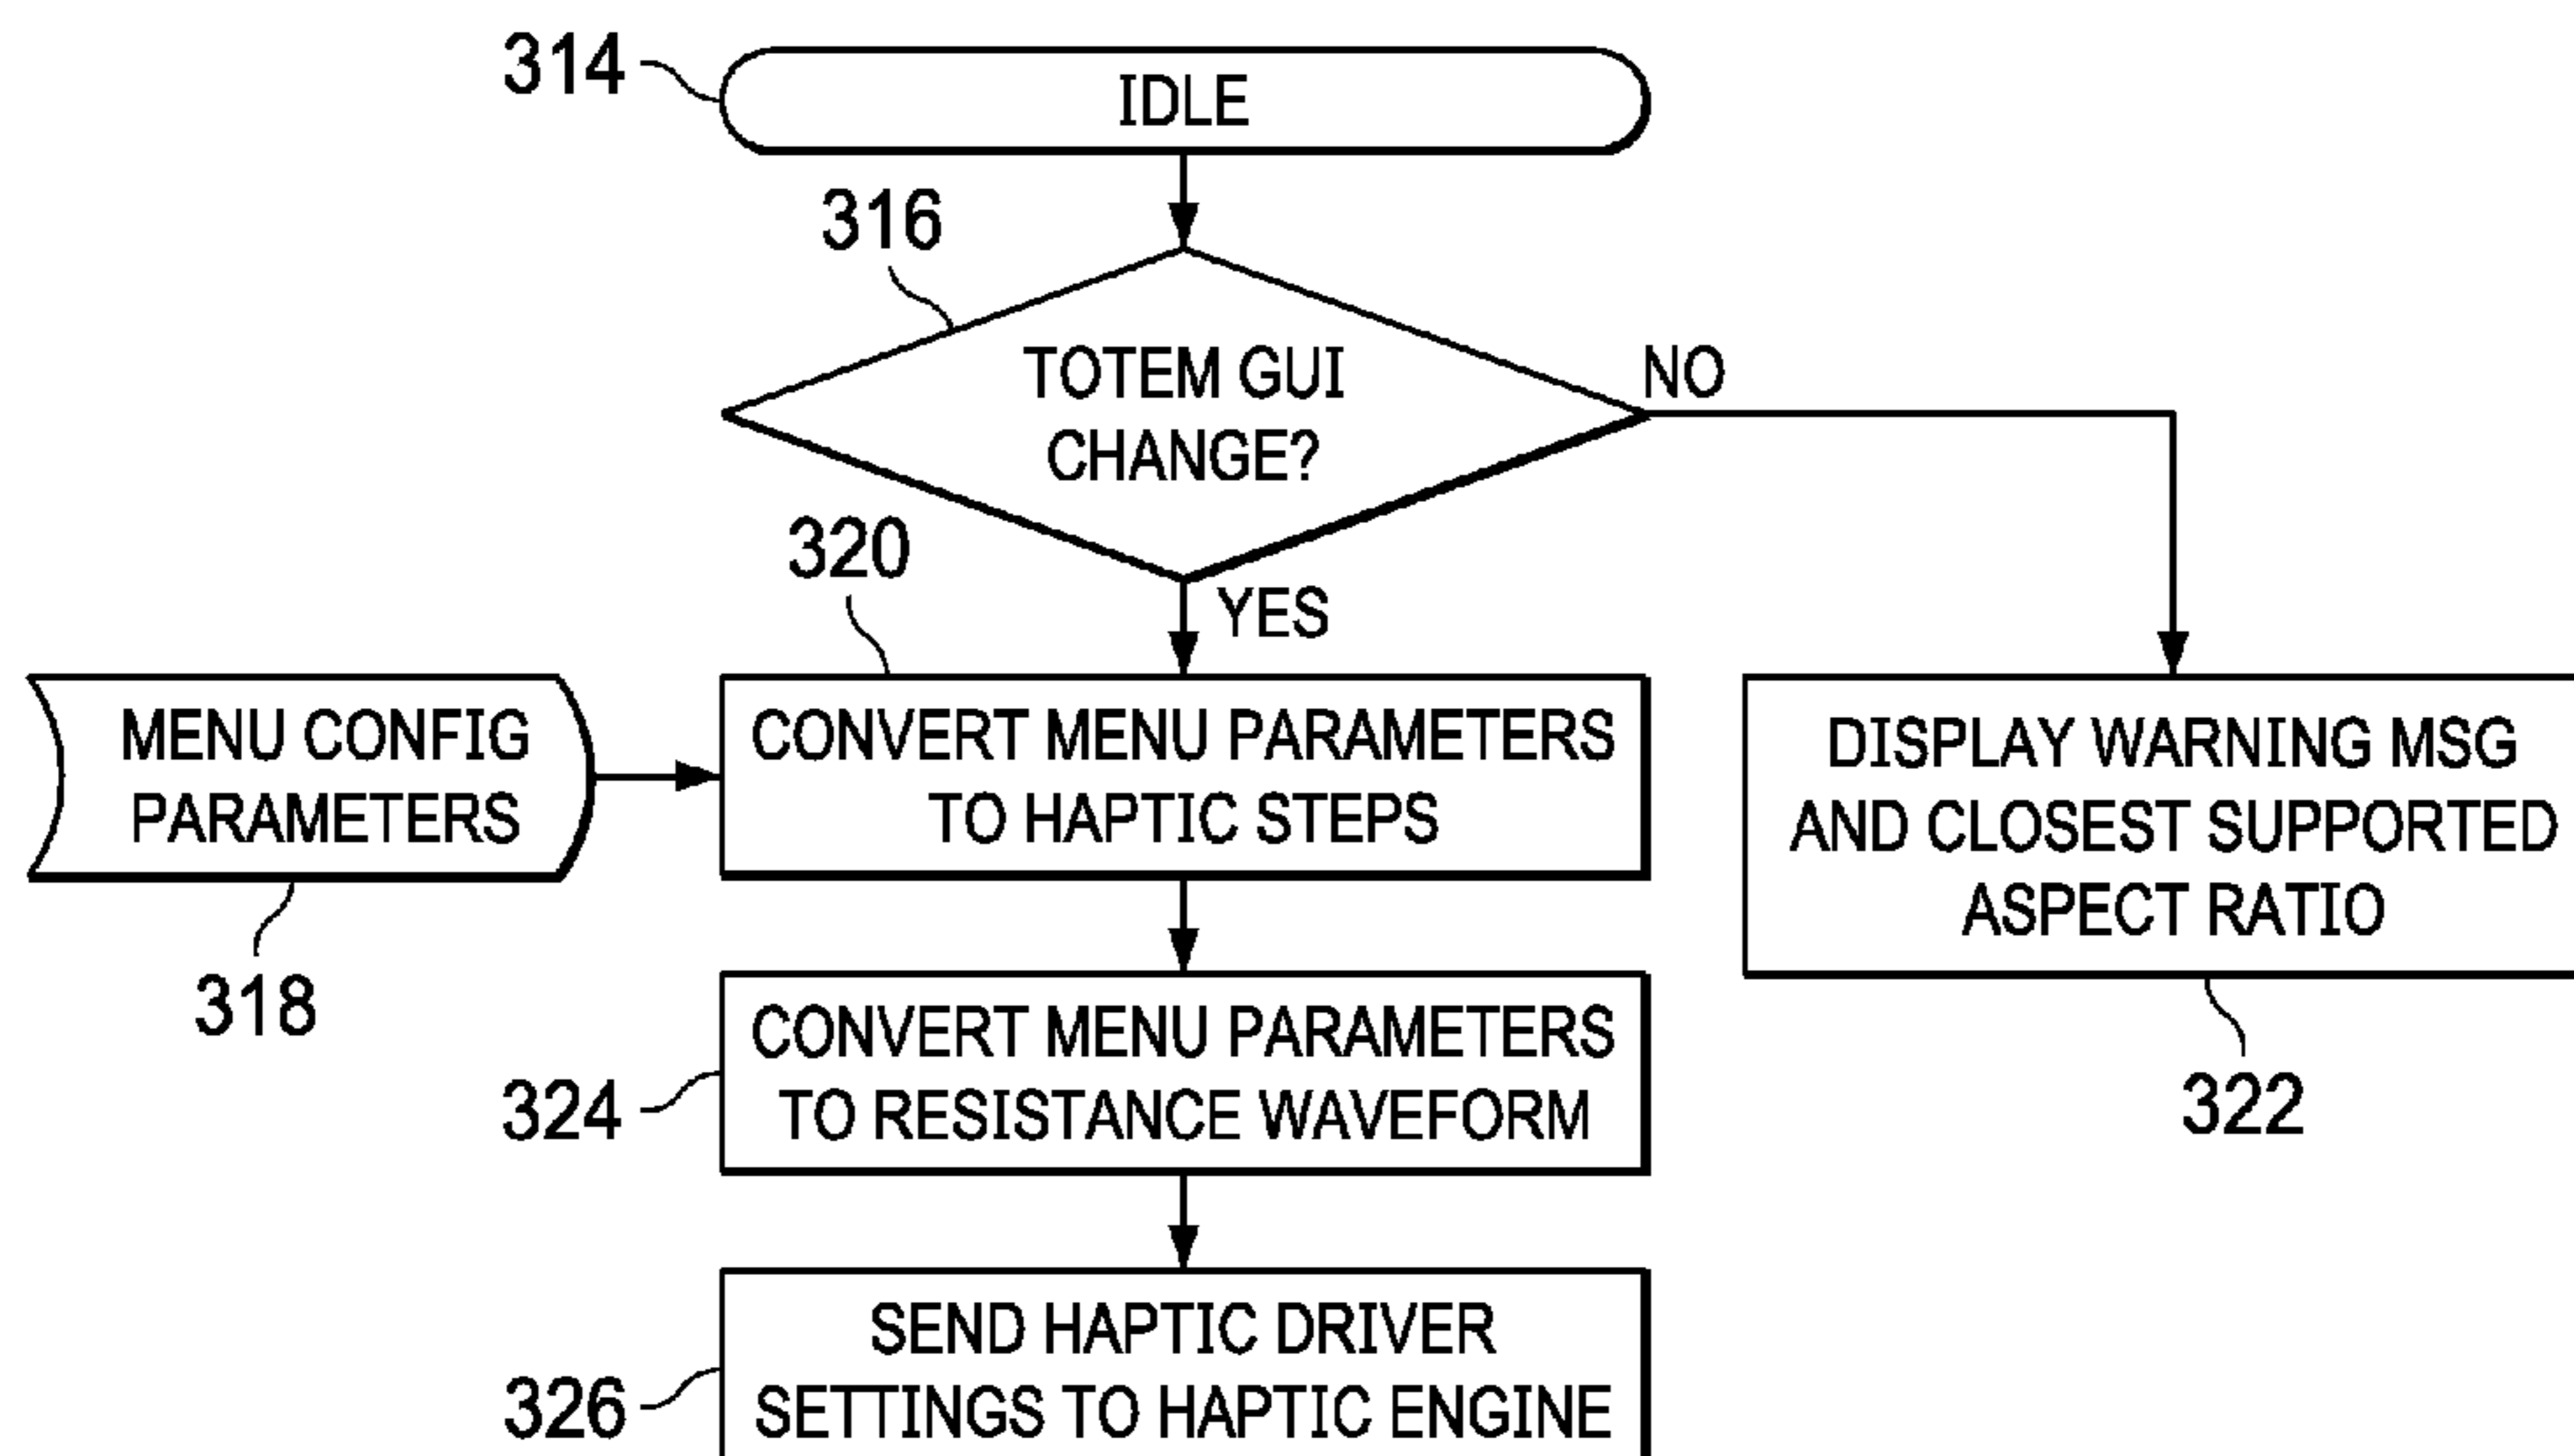 314
IDLE
316
TOTEM GUI
CHANGE?
NO
320
YES
MENU CONFIG
PARAMETERS
318
CONVERT MENU PARAMETERS
TO HAPTIC STEPS
DISPLAY WARNING MSG
AND CLOSEST SUPPORTED
ASPECT RATIO
322
324
CONVERT MENU PARAMETERS
TO RESISTANCE WAVEFORM
326
SEND HAPTIC DRIVER
SETTINGS TO HAPTIC ENGINE